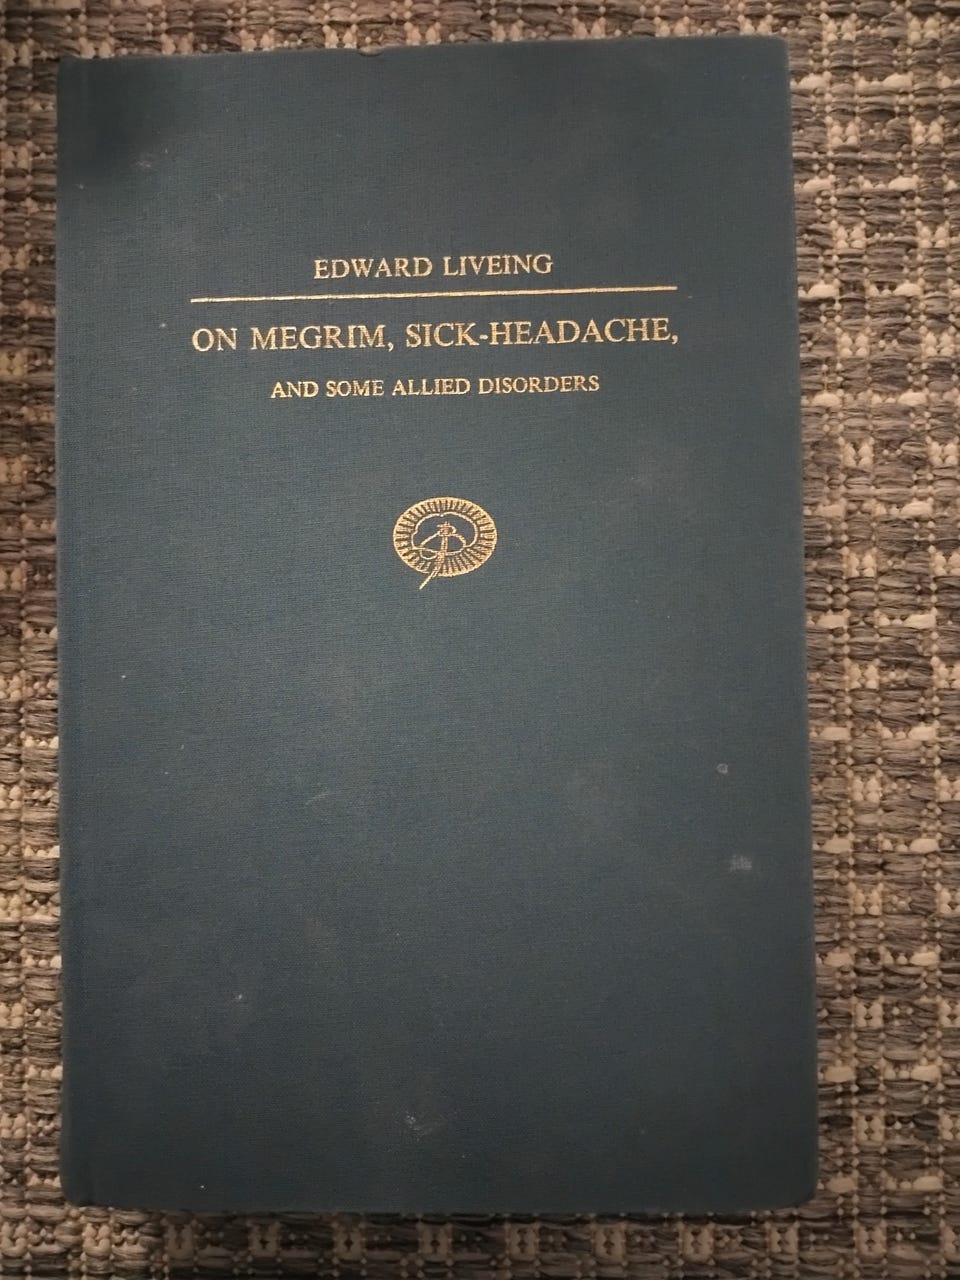 EDWARD LIVEING
ON MEGRIM, SICK-HEADACHE,
AND SOME ALLIED DISORDERS